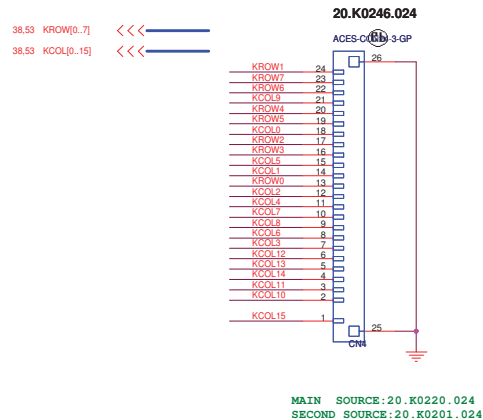 20.K0246.024
38,53 KROW[0..7]
38,53 KCOL[0..15]
26
KROW1 24
KROW7 23
KROW6 22
KCOL9 21
KROW4 20
KROW5 19
KCOL0 18
KROW2 17
KROW3 16
KCOL5 15
KCOL1 14
KROW0 13
KCOL2 12
KCOL4 11
KCOL7 10
KCOL8 9
KCOL6 8
KCOL3 7
KCOL12 6
KCOL13 5
KCOL14 4
KCOL11 3
KCOL10 2
KCOL15 1
25
CN4
MAIN SOURCE:20.K0220.024
SECOND SOURCE:20.K0201.024